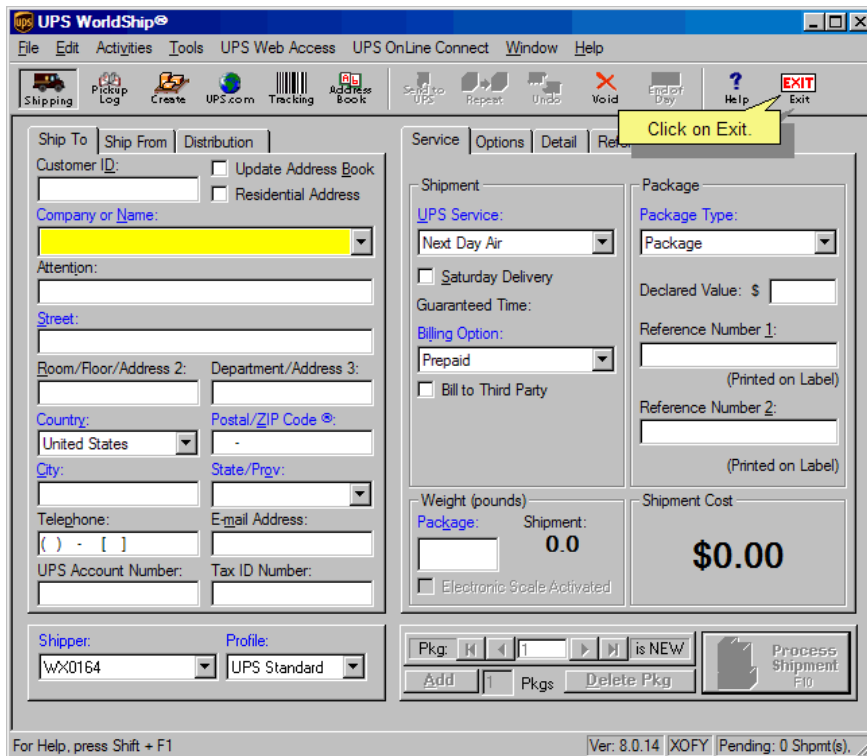 ups UPS WorldShip®
File Edit Activities Tools UPS Web Access UPS OnLine Connect Window Help
Shipping
Pickup Log
Create
UPS.com
Tracking
Address Book
Send to UPS
Repeat
Undo
Void
End of Day
? Help
EXIT Exit
Click on Exit.
Ship To Ship From Distribution
Customer ID:
Update Address Book
Residential Address
Company or Name:
Attention:
Street:
Room/Floor/Address 2: Department/Address 3:
Country: Postal/ZIP Code ®:
United States -
City: State/Prov:
Telephone: E-mail Address:
( ) - [ ]
UPS Account Number: Tax ID Number:
Shipper: Profile:
WX0164 UPS Standard
Service Options Detail Refer
Shipment
UPS Service:
Next Day Air
Saturday Delivery
Guaranteed Time:
Billing Option:
Prepaid
Bill to Third Party
Package
Package Type:
Package
Declared Value: $
Reference Number 1:
(Printed on Label)
Reference Number 2:
(Printed on Label)
Weight (pounds)
Package: Shipment:
0.0
Electronic Scale Activated
Shipment Cost
$0.00
Pkg: 1 is NEW
Add 1 Pkgs Delete Pkg
Process
Shipment
F10
For Help, press Shift + F1
Ver: 8.0.14 XOFY Pending: 0 Shpmt(s).